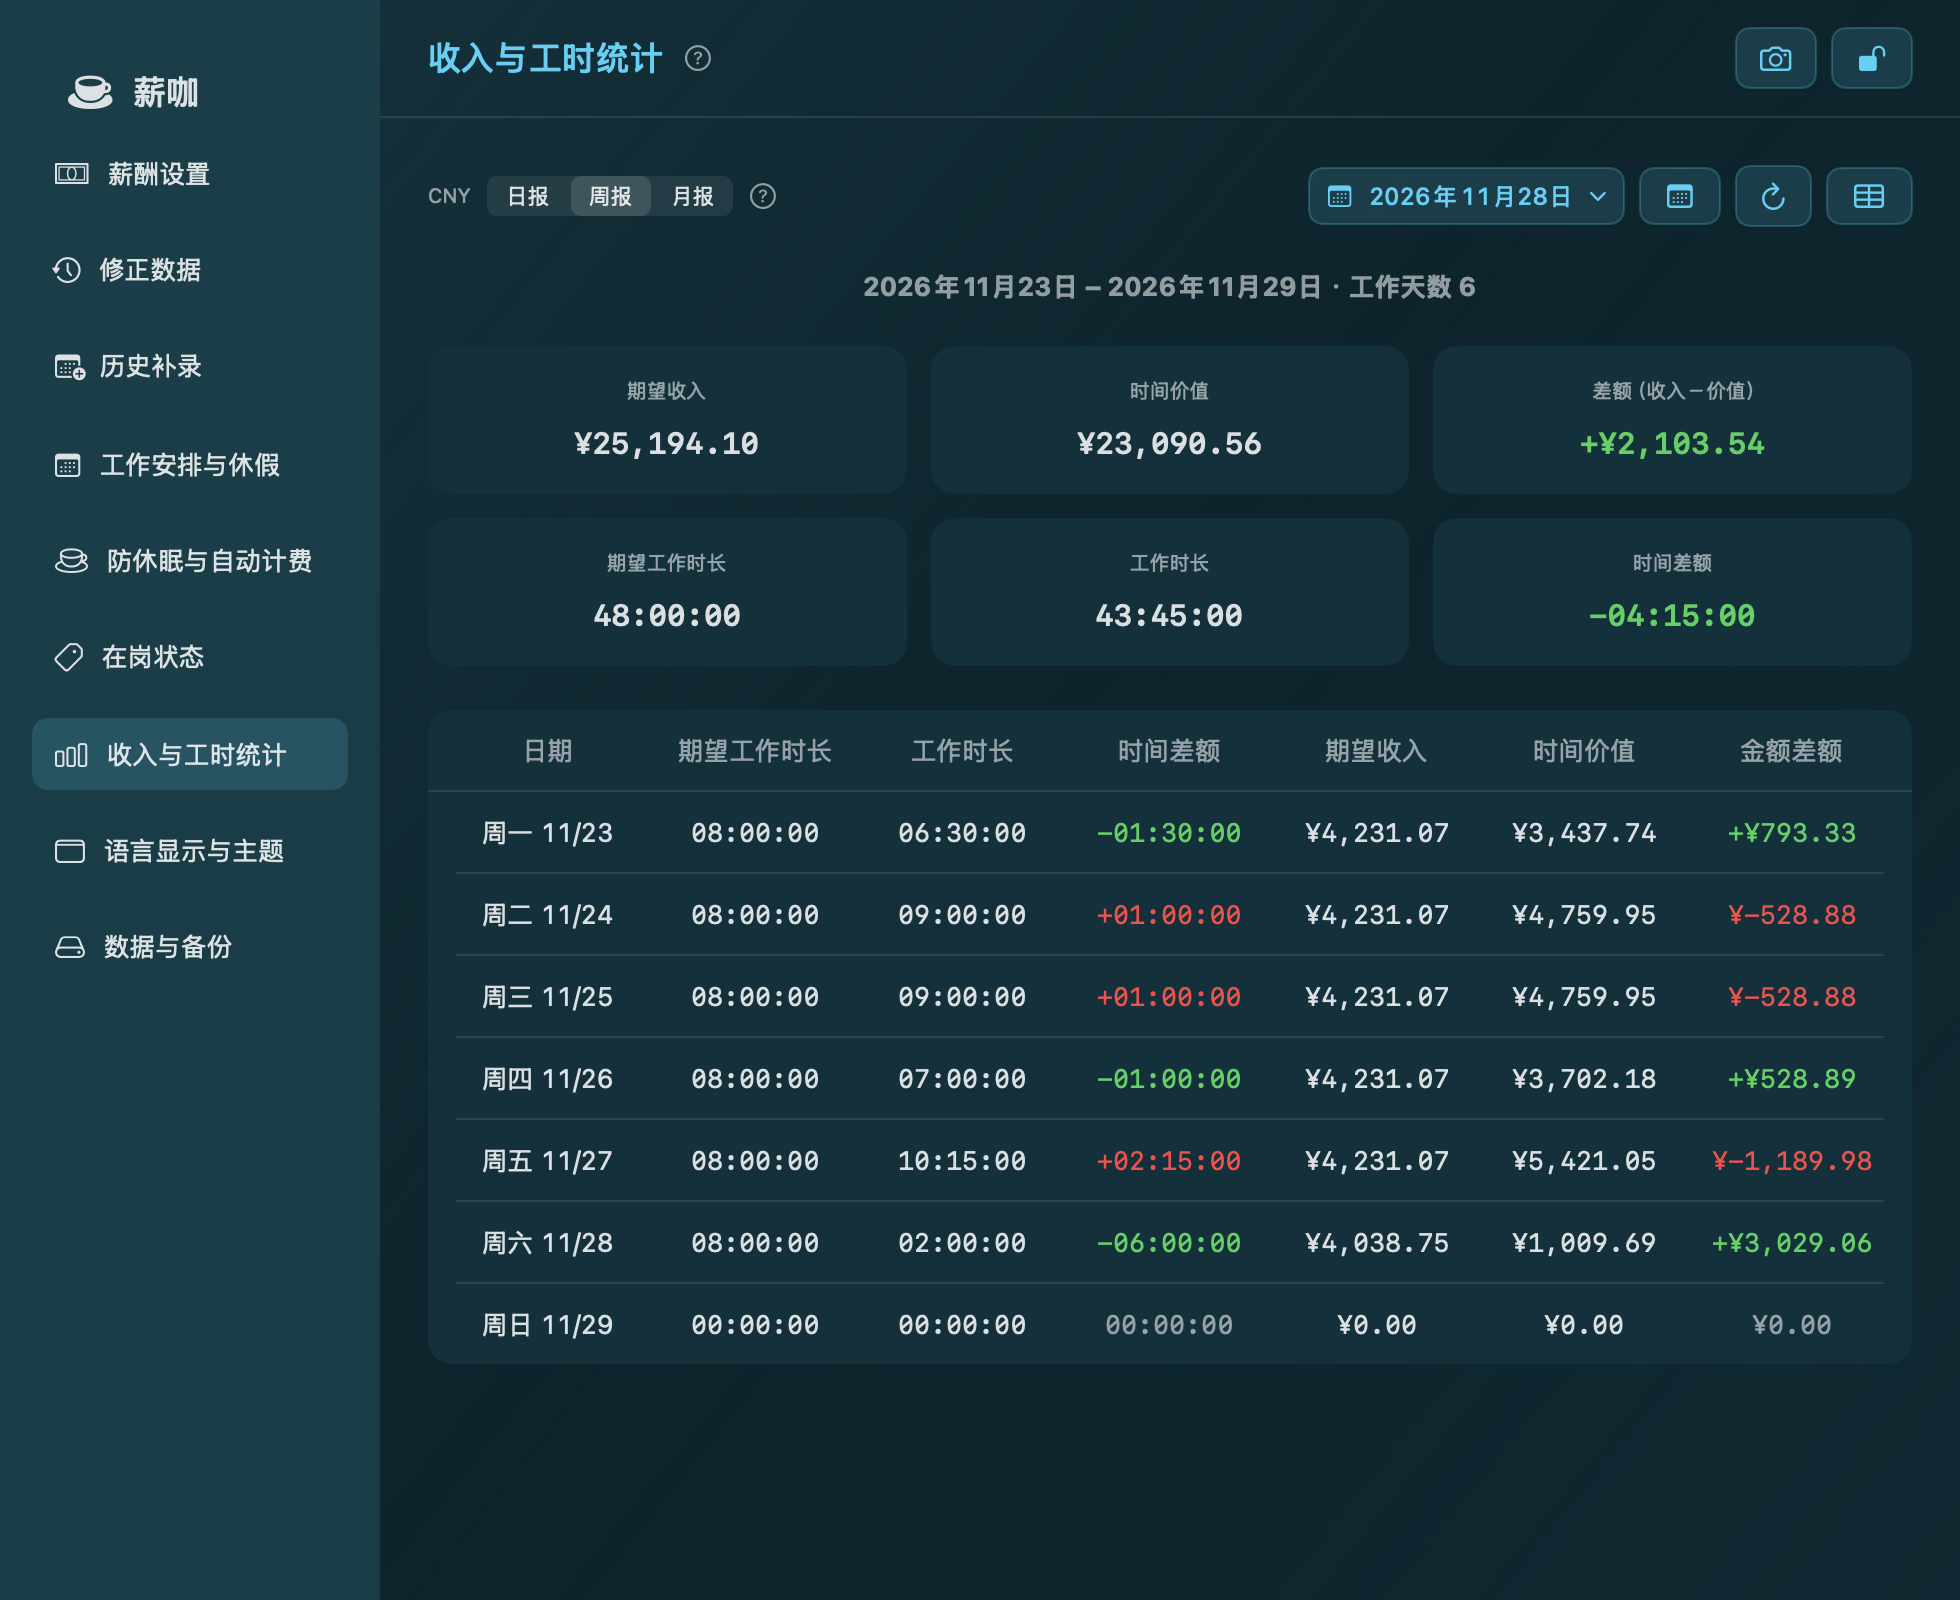 薪咖
薪酬设置
修正数据
历史补录
工作安排与休假
防休眠与自动计费
在岗状态
收入与工时统计
语言显示与主题
数据与备份
收入与工时统计 ?
CNY 日报 周报 月报 ? 2026年11月28日
2026年11月23日 – 2026年11月29日 · 工作天数 6
期望收入 时间价值 差额 (收入－价值)
¥25,194.10 ¥23,090.56 +¥2,103.54
期望工作时长 工作时长 时间差额
48:00:00 43:45:00 −04:15:00
日期 期望工作时长 工作时长 时间差额 期望收入 时间价值 金额差额
周一 11/23 08:00:00 06:30:00 −01:30:00 ¥4,231.07 ¥3,437.74 +¥793.33
周二 11/24 08:00:00 09:00:00 +01:00:00 ¥4,231.07 ¥4,759.95 ¥−528.88
周三 11/25 08:00:00 09:00:00 +01:00:00 ¥4,231.07 ¥4,759.95 ¥−528.88
周四 11/26 08:00:00 07:00:00 −01:00:00 ¥4,231.07 ¥3,702.18 +¥528.89
周五 11/27 08:00:00 10:15:00 +02:15:00 ¥4,231.07 ¥5,421.05 ¥−1,189.98
周六 11/28 08:00:00 02:00:00 −06:00:00 ¥4,038.75 ¥1,009.69 +¥3,029.06
周日 11/29 00:00:00 00:00:00 00:00:00 ¥0.00 ¥0.00 ¥0.00